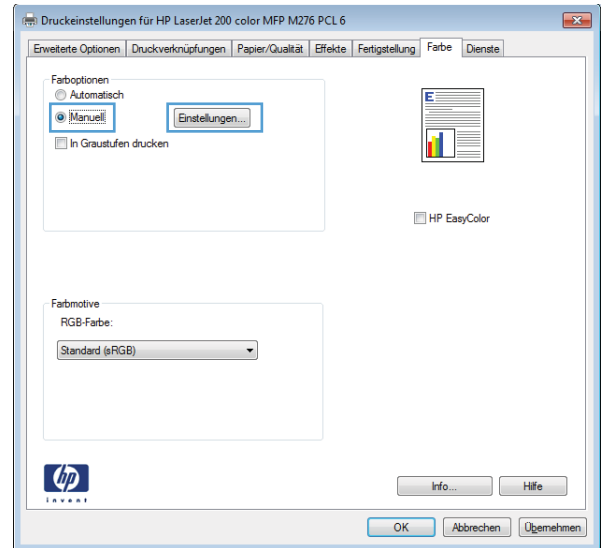 Druckeinstellungen für HP LaserJet 200 color MFP M276 PCL 6
Erweiterte Optionen Druckverknüpfungen Papier/Qualität Effekte Fertigstellung Farbe Dienste
Farboptionen
Automatisch
Manuell Einstellungen...
In Graustufen drucken
E
HP EasyColor
Farbmotive
RGB-Farbe:
Standard (sRGB)
hp
invent
Info... Hilfe
OK Abbrechen Übernehmen